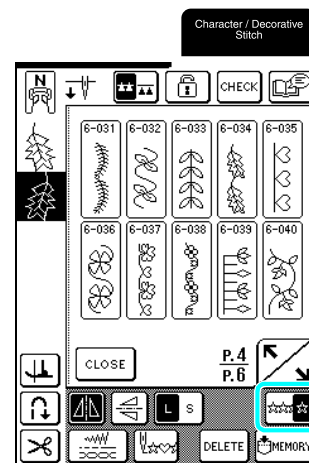 Character / Decorative
Stitch
N
CHECK
6-031 6-032 6-033 6-034 6-035
6-036 6-037 6-038 6-039 6-040
CLOSE
P.4
P.6
L S
DELETE
MEMORY